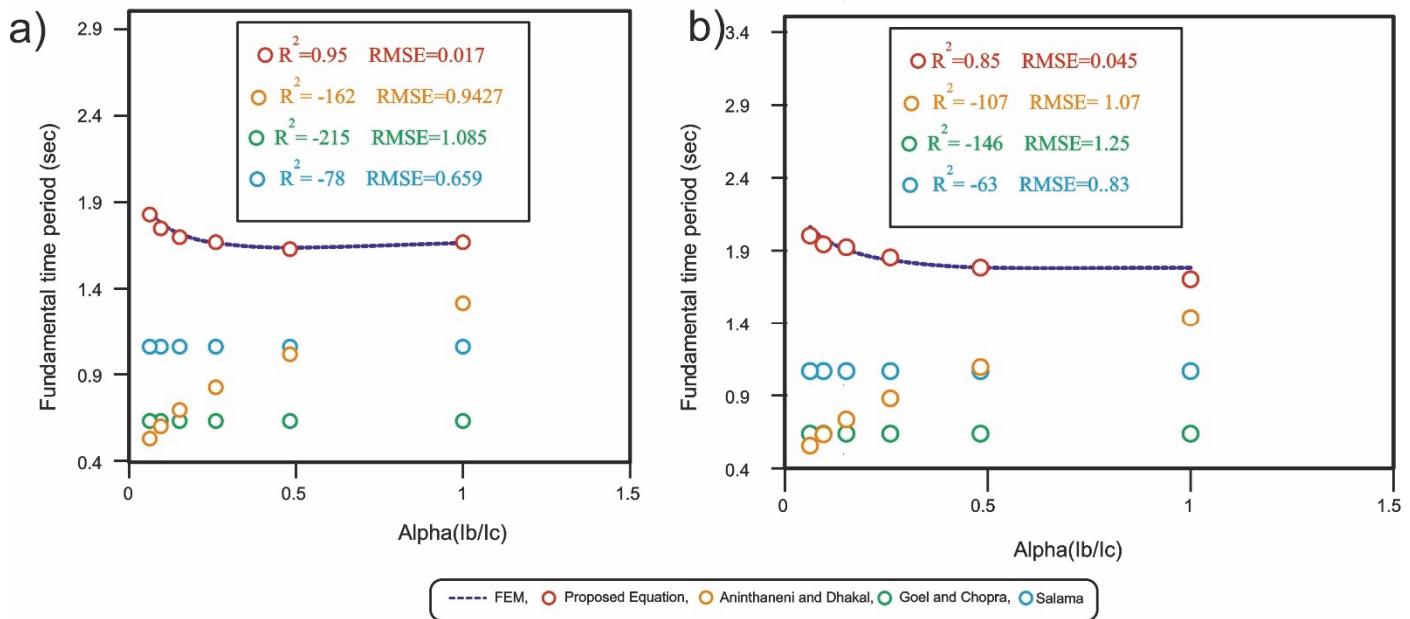 a)
2.9
2.4
1.9
1.4
0.9
0.4
0
0.5
1
1.5
Fundamental time period (sec)
Alpha(Ib/Ic)
R²=0.95 RMSE=0.017
R²= -162 RMSE=0.9427
R²= -215 RMSE=1.085
R²= -78 RMSE=0.659
b)
3.4
2.9
2.4
1.9
1.4
0.9
0.4
0
0.5
1
1.5
Fundamental time period (sec)
Alpha(Ib/Ic)
R²=0.85 RMSE=0.045
R²= -107 RMSE= 1.07
R²= -146 RMSE=1.25
R²= -63 RMSE=0..83
FEM, Proposed Equation, Aninthaneni and Dhakal, Goel and Chopra, Salama